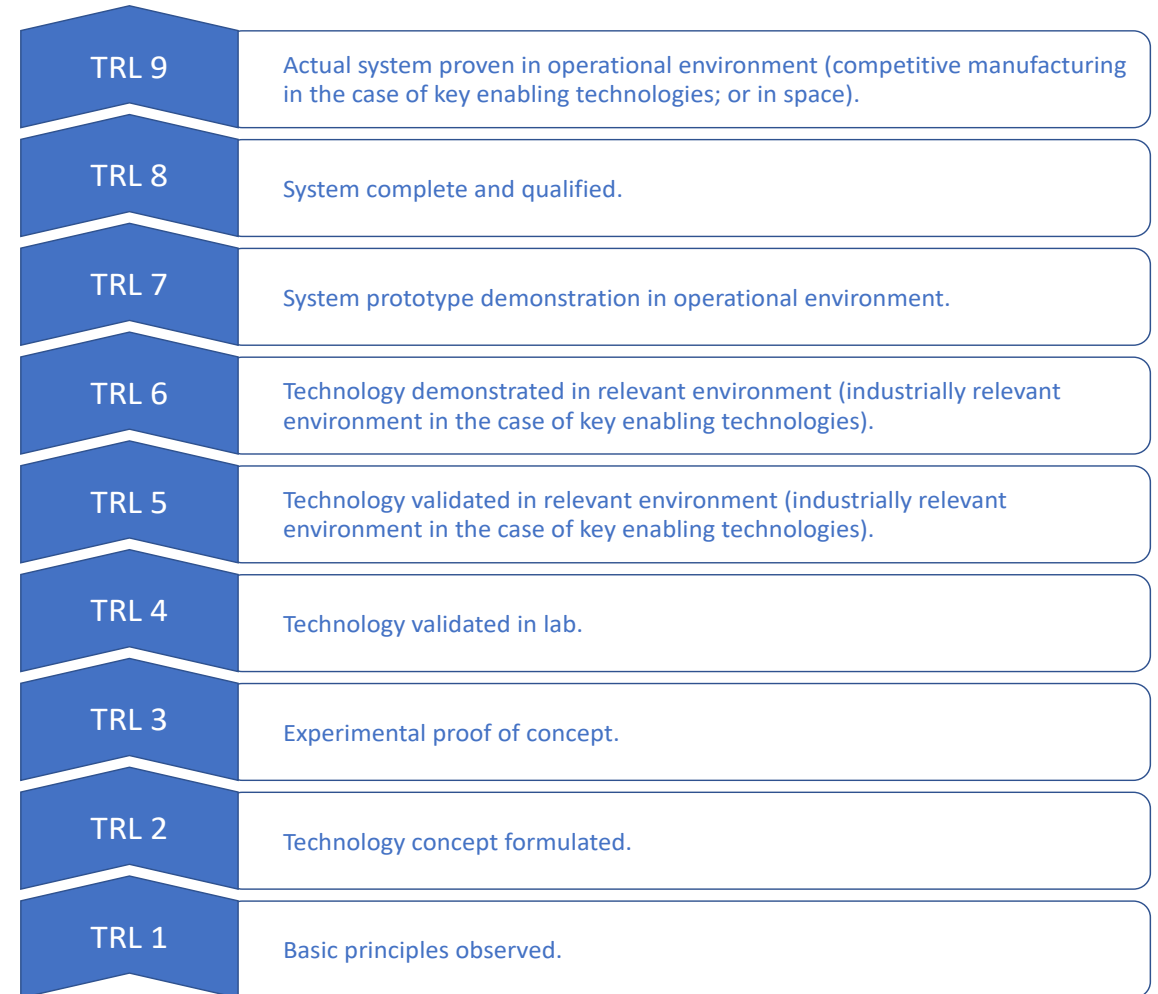 TRL 9
Actual system proven in operational environment (competitive manufacturing
in the case of key enabling technologies; or in space).
TRL 8
System complete and qualified.
TRL 7
System prototype demonstration in operational environment.
TRL 6
Technology demonstrated in relevant environment (industrially relevant
environment in the case of key enabling technologies).
TRL 5
Technology validated in relevant environment (industrially relevant
environment in the case of key enabling technologies).
TRL 4
Technology validated in lab.
TRL 3
Experimental proof of concept.
TRL 2
Technology concept formulated.
TRL 1
Basic principles observed.